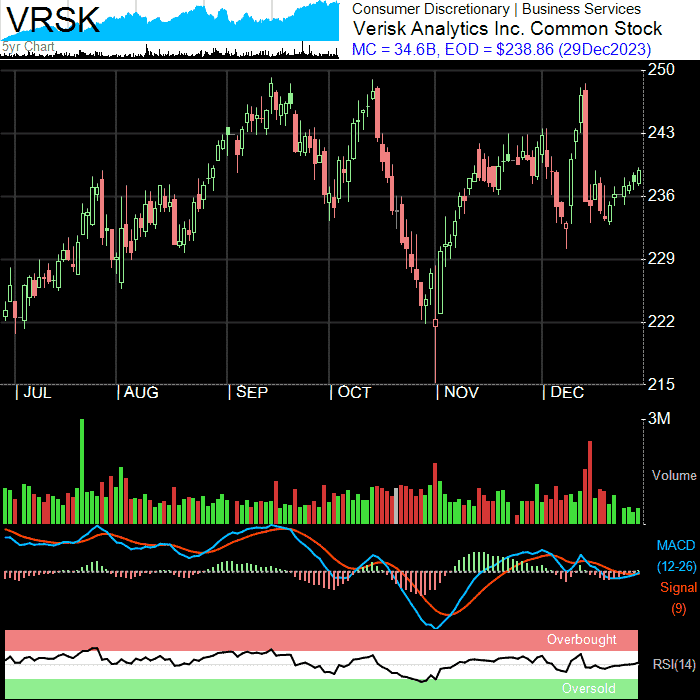 VRSK
5yr Chart
Consumer Discretionary | Business Services
Verisk Analytics Inc. Common Stock
MC = 34.6B, EOD = $238.86 (29Dec2023)
250
243
236
229
222
215
JUL
AUG
SEP
OCT
NOV
DEC
3M
Volume
MACD
(12-26)
Signal
(9)
Overbought
RSI(14)
Oversold